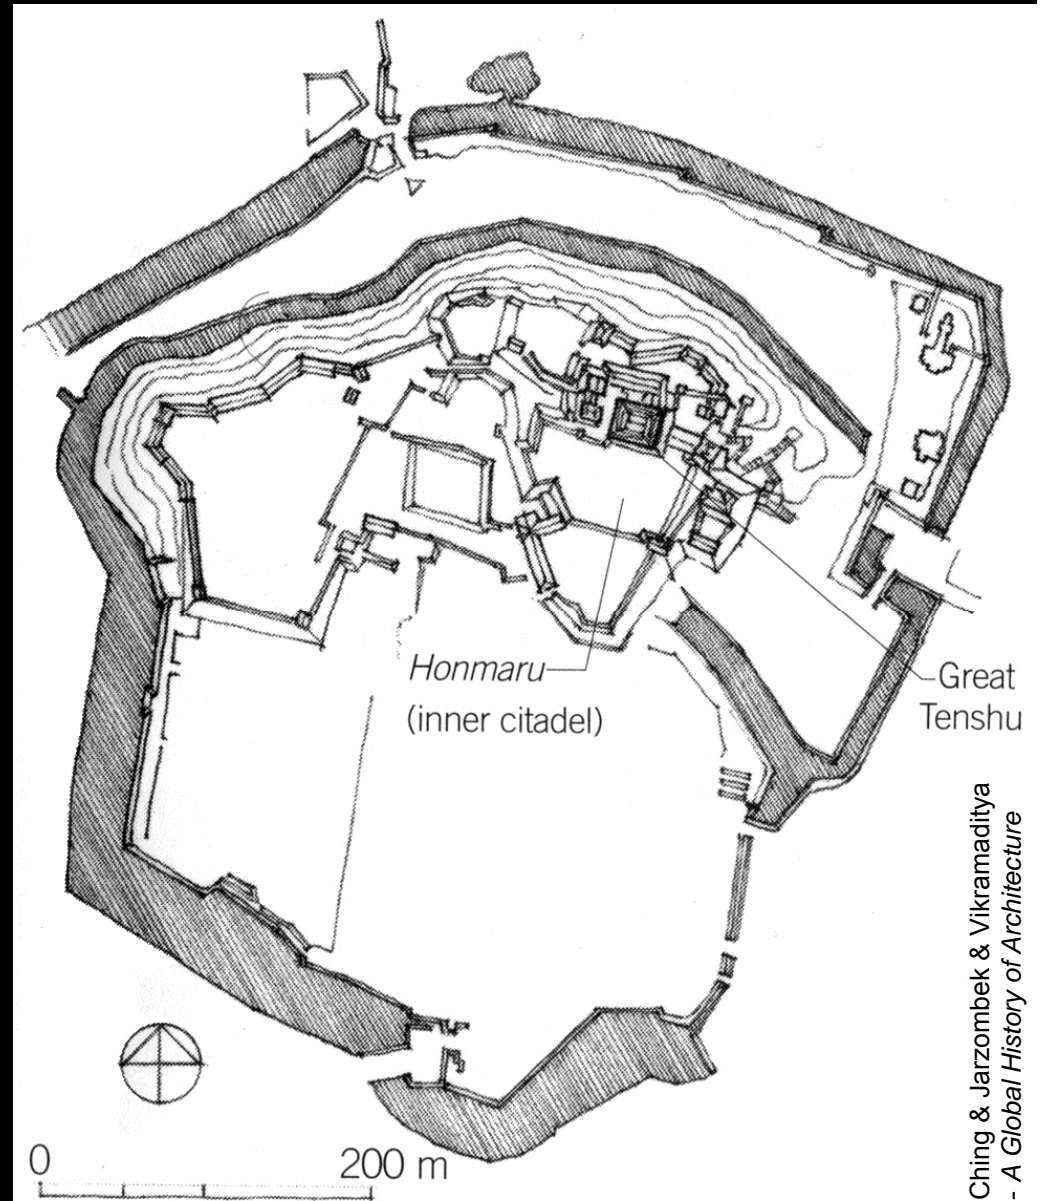 Honmaru
(inner citadel)
Great
Tenshu
0
200 m
Ching & Jarzombek & Vikramaditya
- A Global History of Architecture